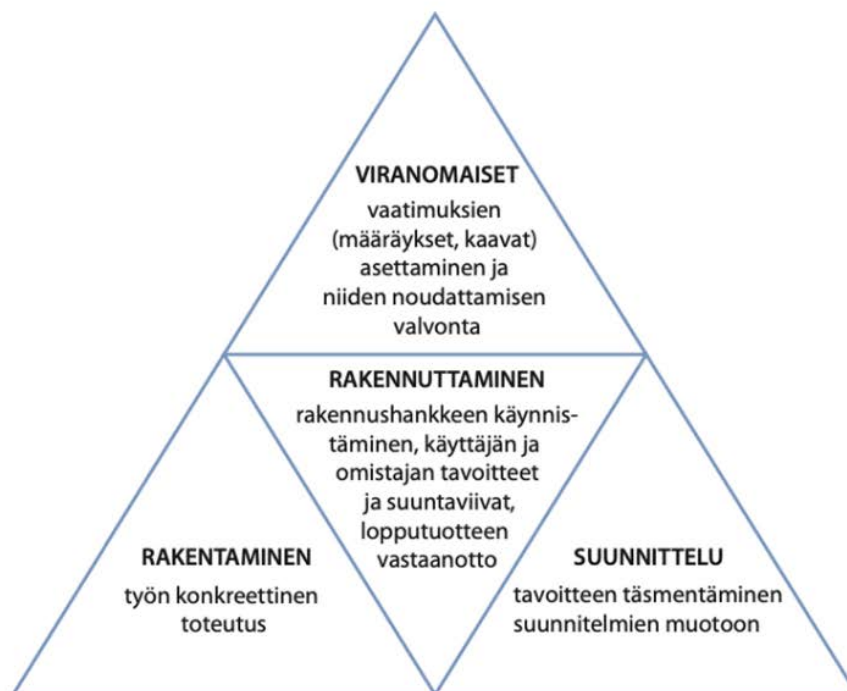 VIRANOMAISET
vaatimuksien
(määräykset, kaavat)
asettaminen ja
niiden noudattamisen
valvonta
RAKENNUTTAMINEN
rakennushankkeen käynnis-
täminen, käyttäjän ja
omistajan tavoitteet
ja suuntaviivat,
lopputuotteen
vastaanotto
RAKENTAMINEN
työn konkreettinen
toteutus
SUUNNITTELU
tavoitteen täsmentäminen
suunnitelmien muotoon